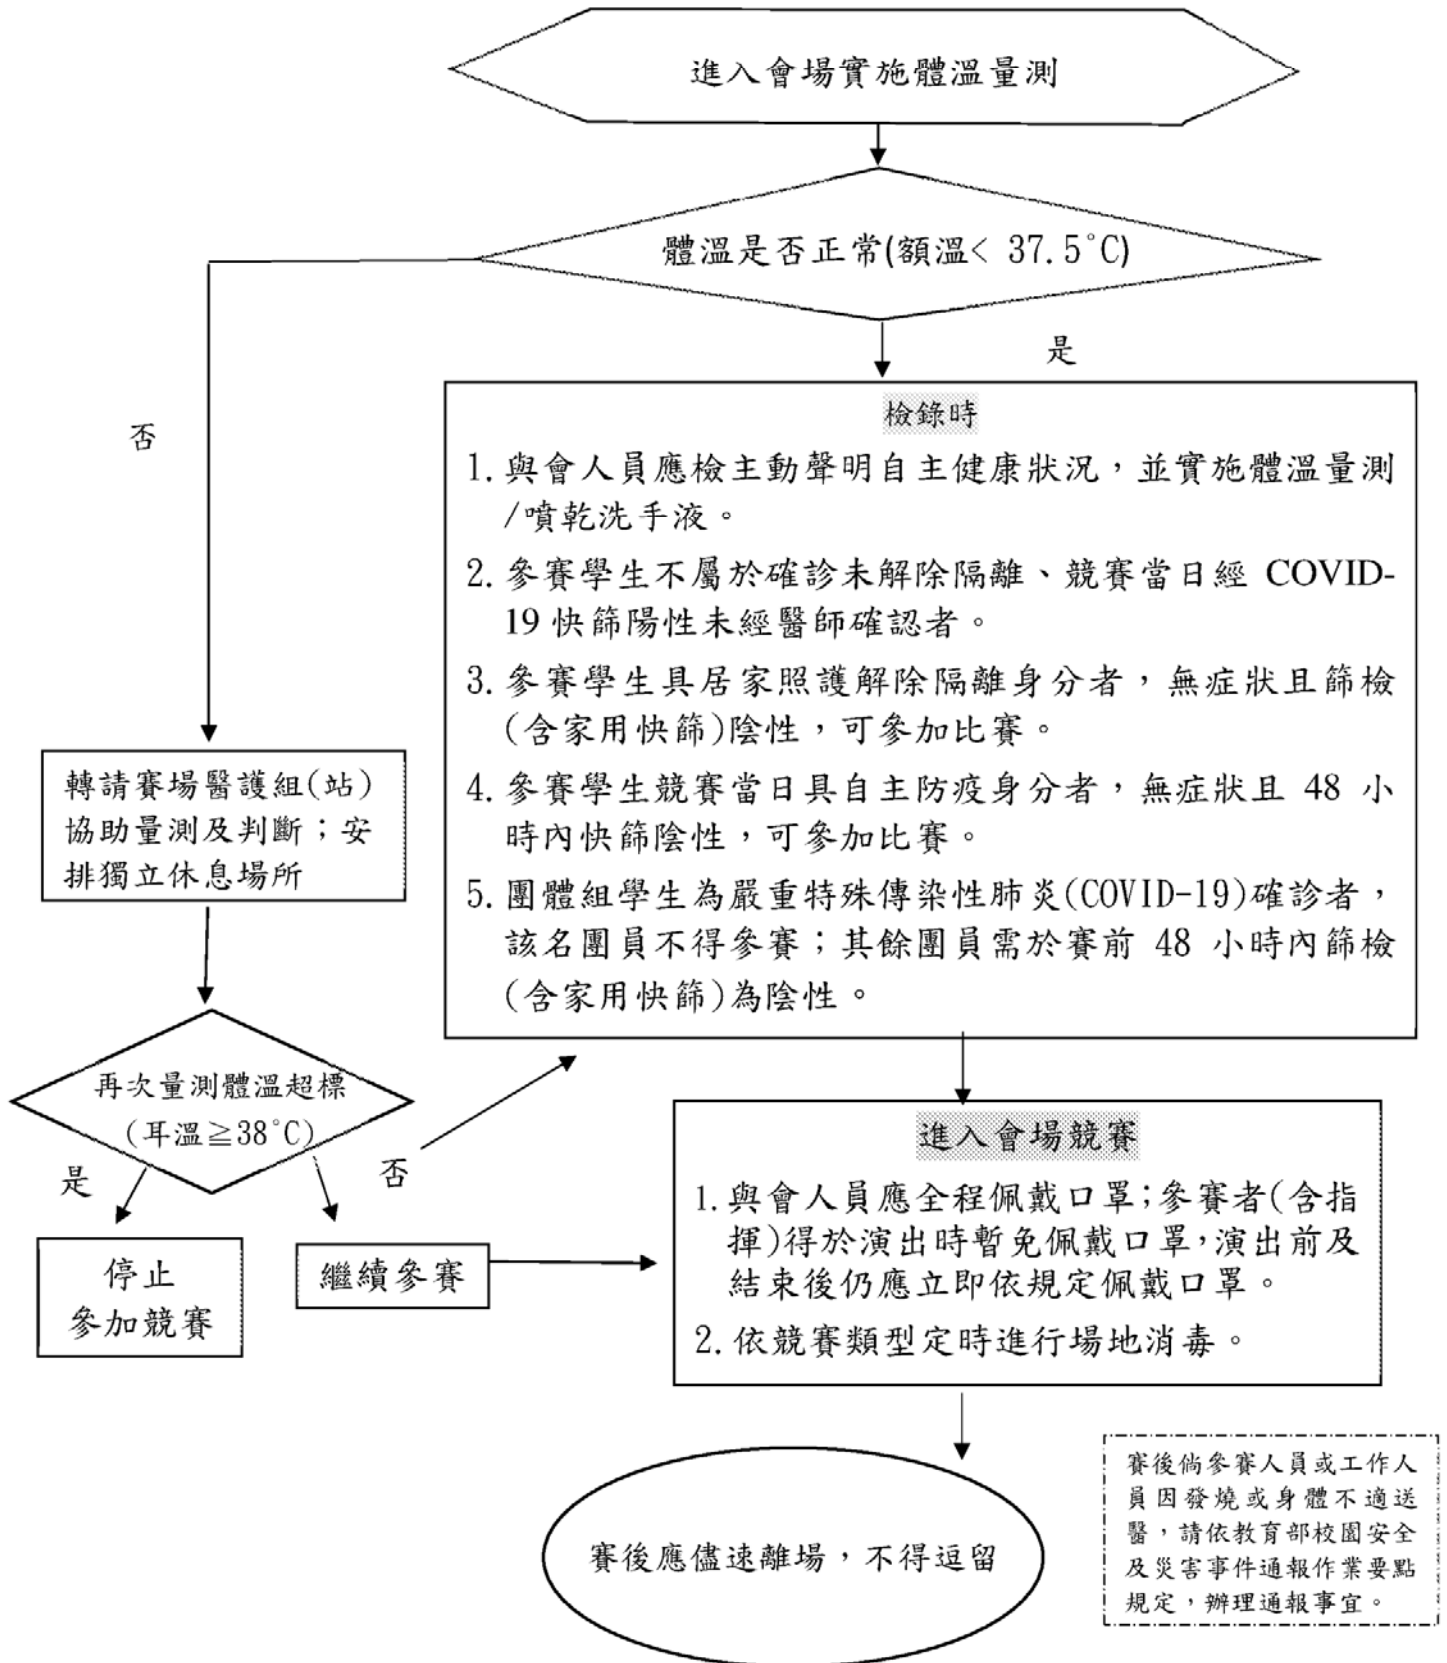 進入會場實施體溫量測
體溫是否正常(額溫< 37.5°C)
是
否
檢錄時
1. 與會人員應檢主動聲明自主健康狀況，並實施體溫量測
/噴乾洗手液。
2. 參賽學生不屬於確診未解除隔離、競賽當日經 COVID-
19 快篩陽性未經醫師確認者。
3. 參賽學生具居家照護解除隔離身分者，無症狀且篩檢
(含家用快篩)陰性，可參加比賽。
4. 參賽學生競賽當日具自主防疫身分者，無症狀且 48 小
時內快篩陰性，可參加比賽。
5. 團體組學生為嚴重特殊傳染性肺炎(COVID-19)確診者，
該名團員不得參賽；其餘團員需於賽前 48 小時內篩檢
(含家用快篩)為陰性。
轉請賽場醫護組(站)
協助量測及判斷；安
排獨立休息場所
再次量測體溫超標
(耳溫≧38°C)
是
否
停止
參加競賽
繼續參賽
進入會場競賽
1. 與會人員應全程佩戴口罩;參賽者(含指
揮)得於演出時暫免佩戴口罩,演出前及
結束後仍應立即依規定佩戴口罩。
2. 依競賽類型定時進行場地消毒。
賽後應儘速離場，不得逗留
賽後倘參賽人員或工作人
員因發燒或身體不適送
醫，請依教育部校園安全
及災害事件通報作業要點
規定，辦理通報事宜。